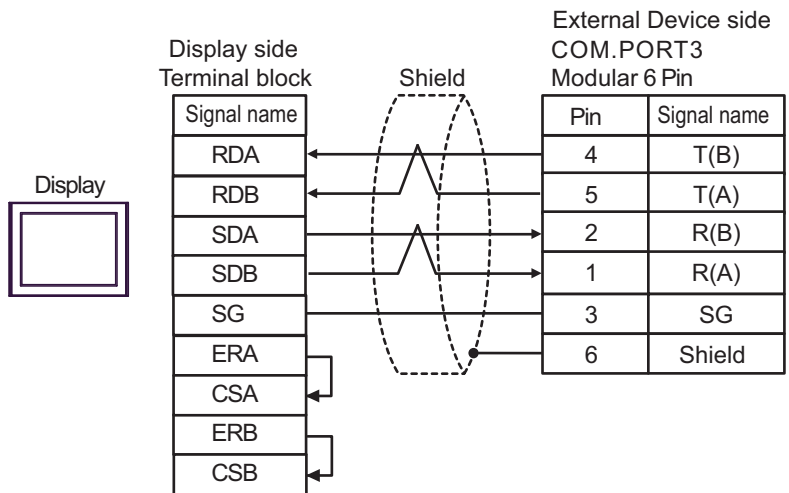 External Device side
Display side
COM.PORT3
Terminal block
Shield
Modular 6 Pin
Signal name
Pin
Signal name
RDA
4
T(B)
Display
RDB
5
T(A)
SDA
2
R(B)
SDB
1
R(A)
SG
3
SG
ERA
6
Shield
CSA
ERB
CSB